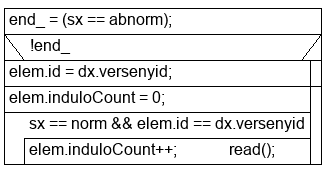 end_ = (sx == abnorm);
!end_
elem.id = dx.versenyid;
elem.induloCount = 0;
sx == norm && elem.id == dx.versenyid
elem.induloCount++; read();